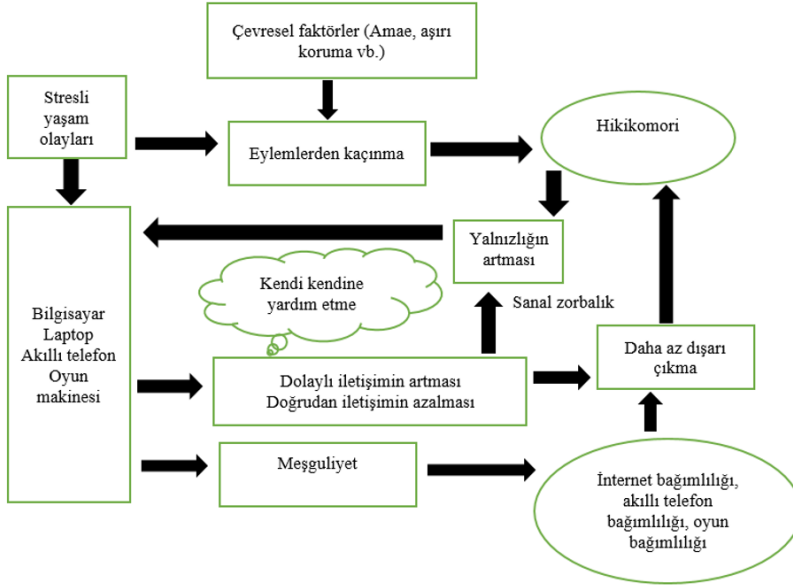 Çevresel faktörler (Amae, aşırı
koruma vb.)
Stresli
yaşam
olayları
Eylemlerden kaçınma
Hikikomori
Yalnızlığın
artması
Kendi kendine
yardım etme
Sanal zorbalık
Bilgisayar
Laptop
Akıllı telefon
Oyun
makinesi
Dolaylı iletişimin artması
Doğrudan iletişimin azalması
Daha az dışarı
çıkma
Meşguliyet
İnternet bağımlılığı,
akıllı telefon
bağımlılığı, oyun
bağımlılığı